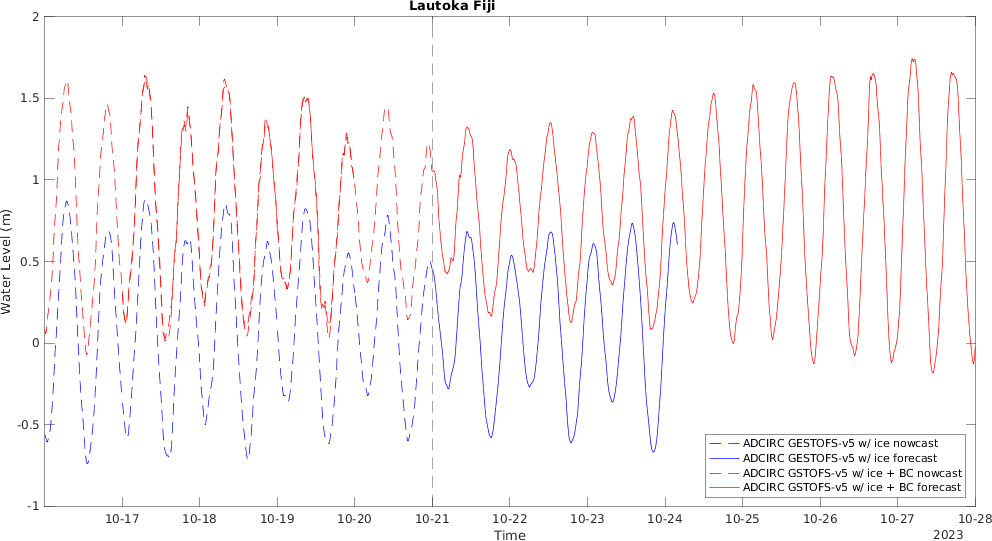 Lautoka Fiji
2
1.5
1
0.5
0
-0.5
-1
Water Level (m)
10-17 10-18 10-19 10-20 10-21 10-22 10-23 10-24 10-25 10-26 10-27 10-28
Time
2023
ADCIRC GESTOFS-v5 w/ ice nowcast
ADCIRC GESTOFS-v5 w/ ice forecast
ADCIRC GSTOFS-v5 w/ ice + BC nowcast
ADCIRC GSTOFS-v5 w/ ice + BC forecast